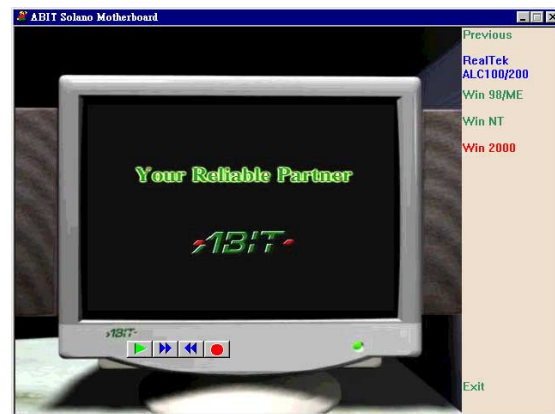 ABIT Solano Motherboard
Previous
RealTek
ALC100/200
Win 98/ME
Win NT
Win 2000
Your Reliable Partner
ABIT
ABIT
Exit